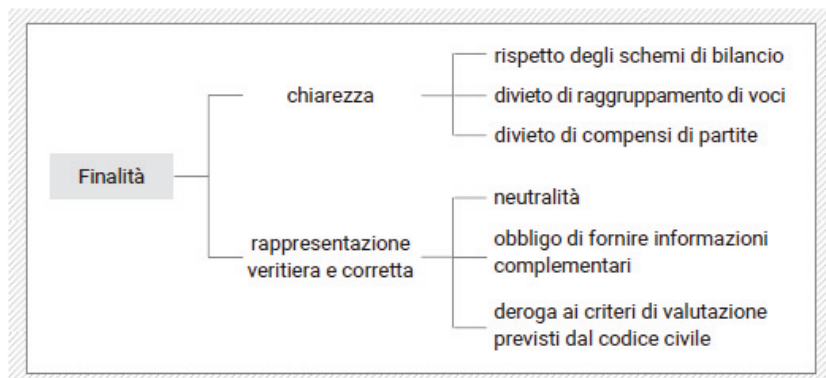 Finalità
chiarezza
rispetto degli schemi di bilancio
divieto di raggruppamento di voci
divieto di compensi di partite
rappresentazione
veritiera e corretta
neutralità
obbligo di fornire informazioni
complementari
deroga ai criteri di valutazione
previsti dal codice civile